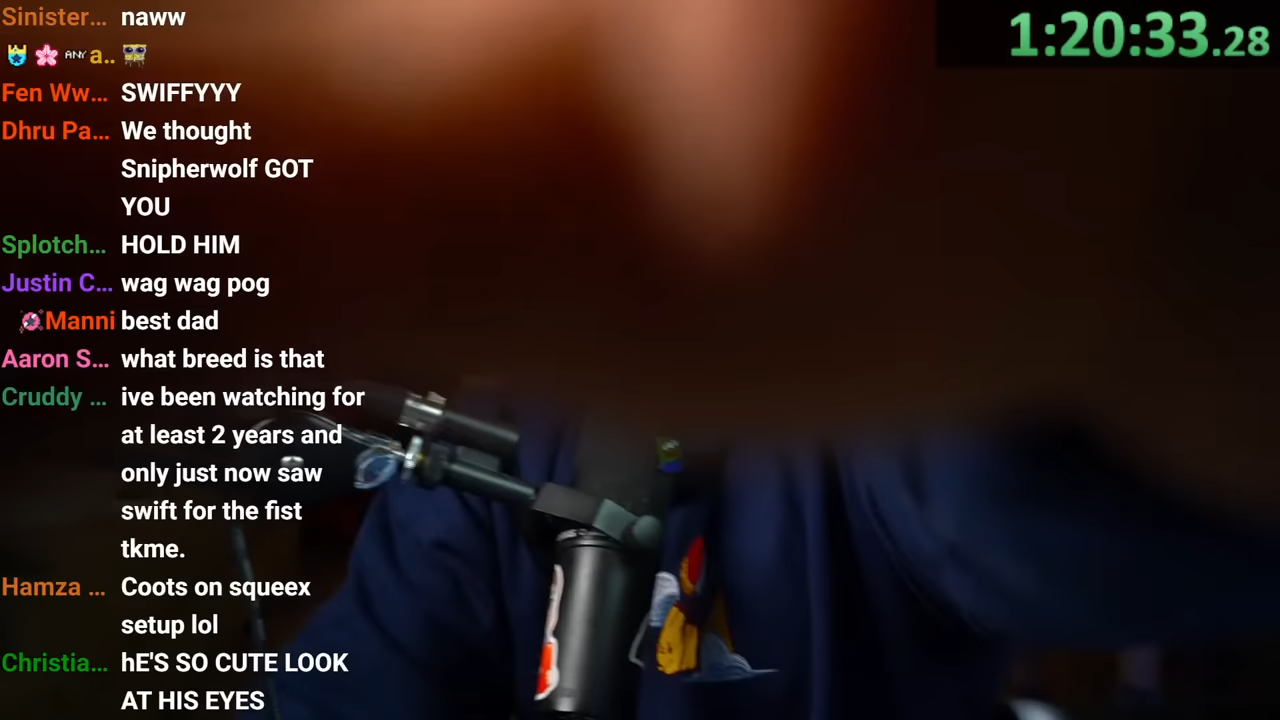 1:20:33.28
Sinister… naww
ANY a..
Fen Ww… SWIFFYYY
Dhru Pa… We thought
Snipherwolf GOT
YOU
Splotch… HOLD HIM
Justin C… wag wag pog
Manni best dad
Aaron S… what breed is that
Cruddy … ive been watching for
at least 2 years and
only just now saw
swift for the fist
tkme.
Hamza … Coots on squeex
setup lol
Christia… hE'S SO CUTE LOOK
AT HIS EYES